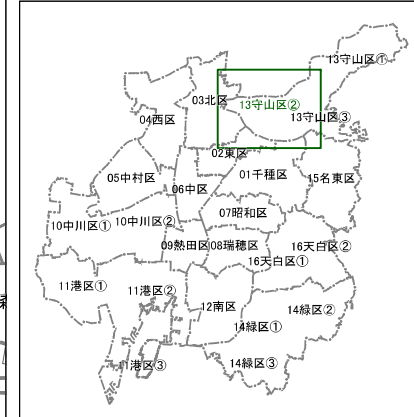 13守山区①
03北区
13守山区②
04西区
13守山区③
02東区
01千種区
05中村区
15名東区
06中区
07昭和区
10中川区①
10中川区②
09熱田区
08瑞穂区
16天白区②
16天白区①
11港区①
11港区②
12南区
14緑区②
14緑区①
11港区③
14緑区③